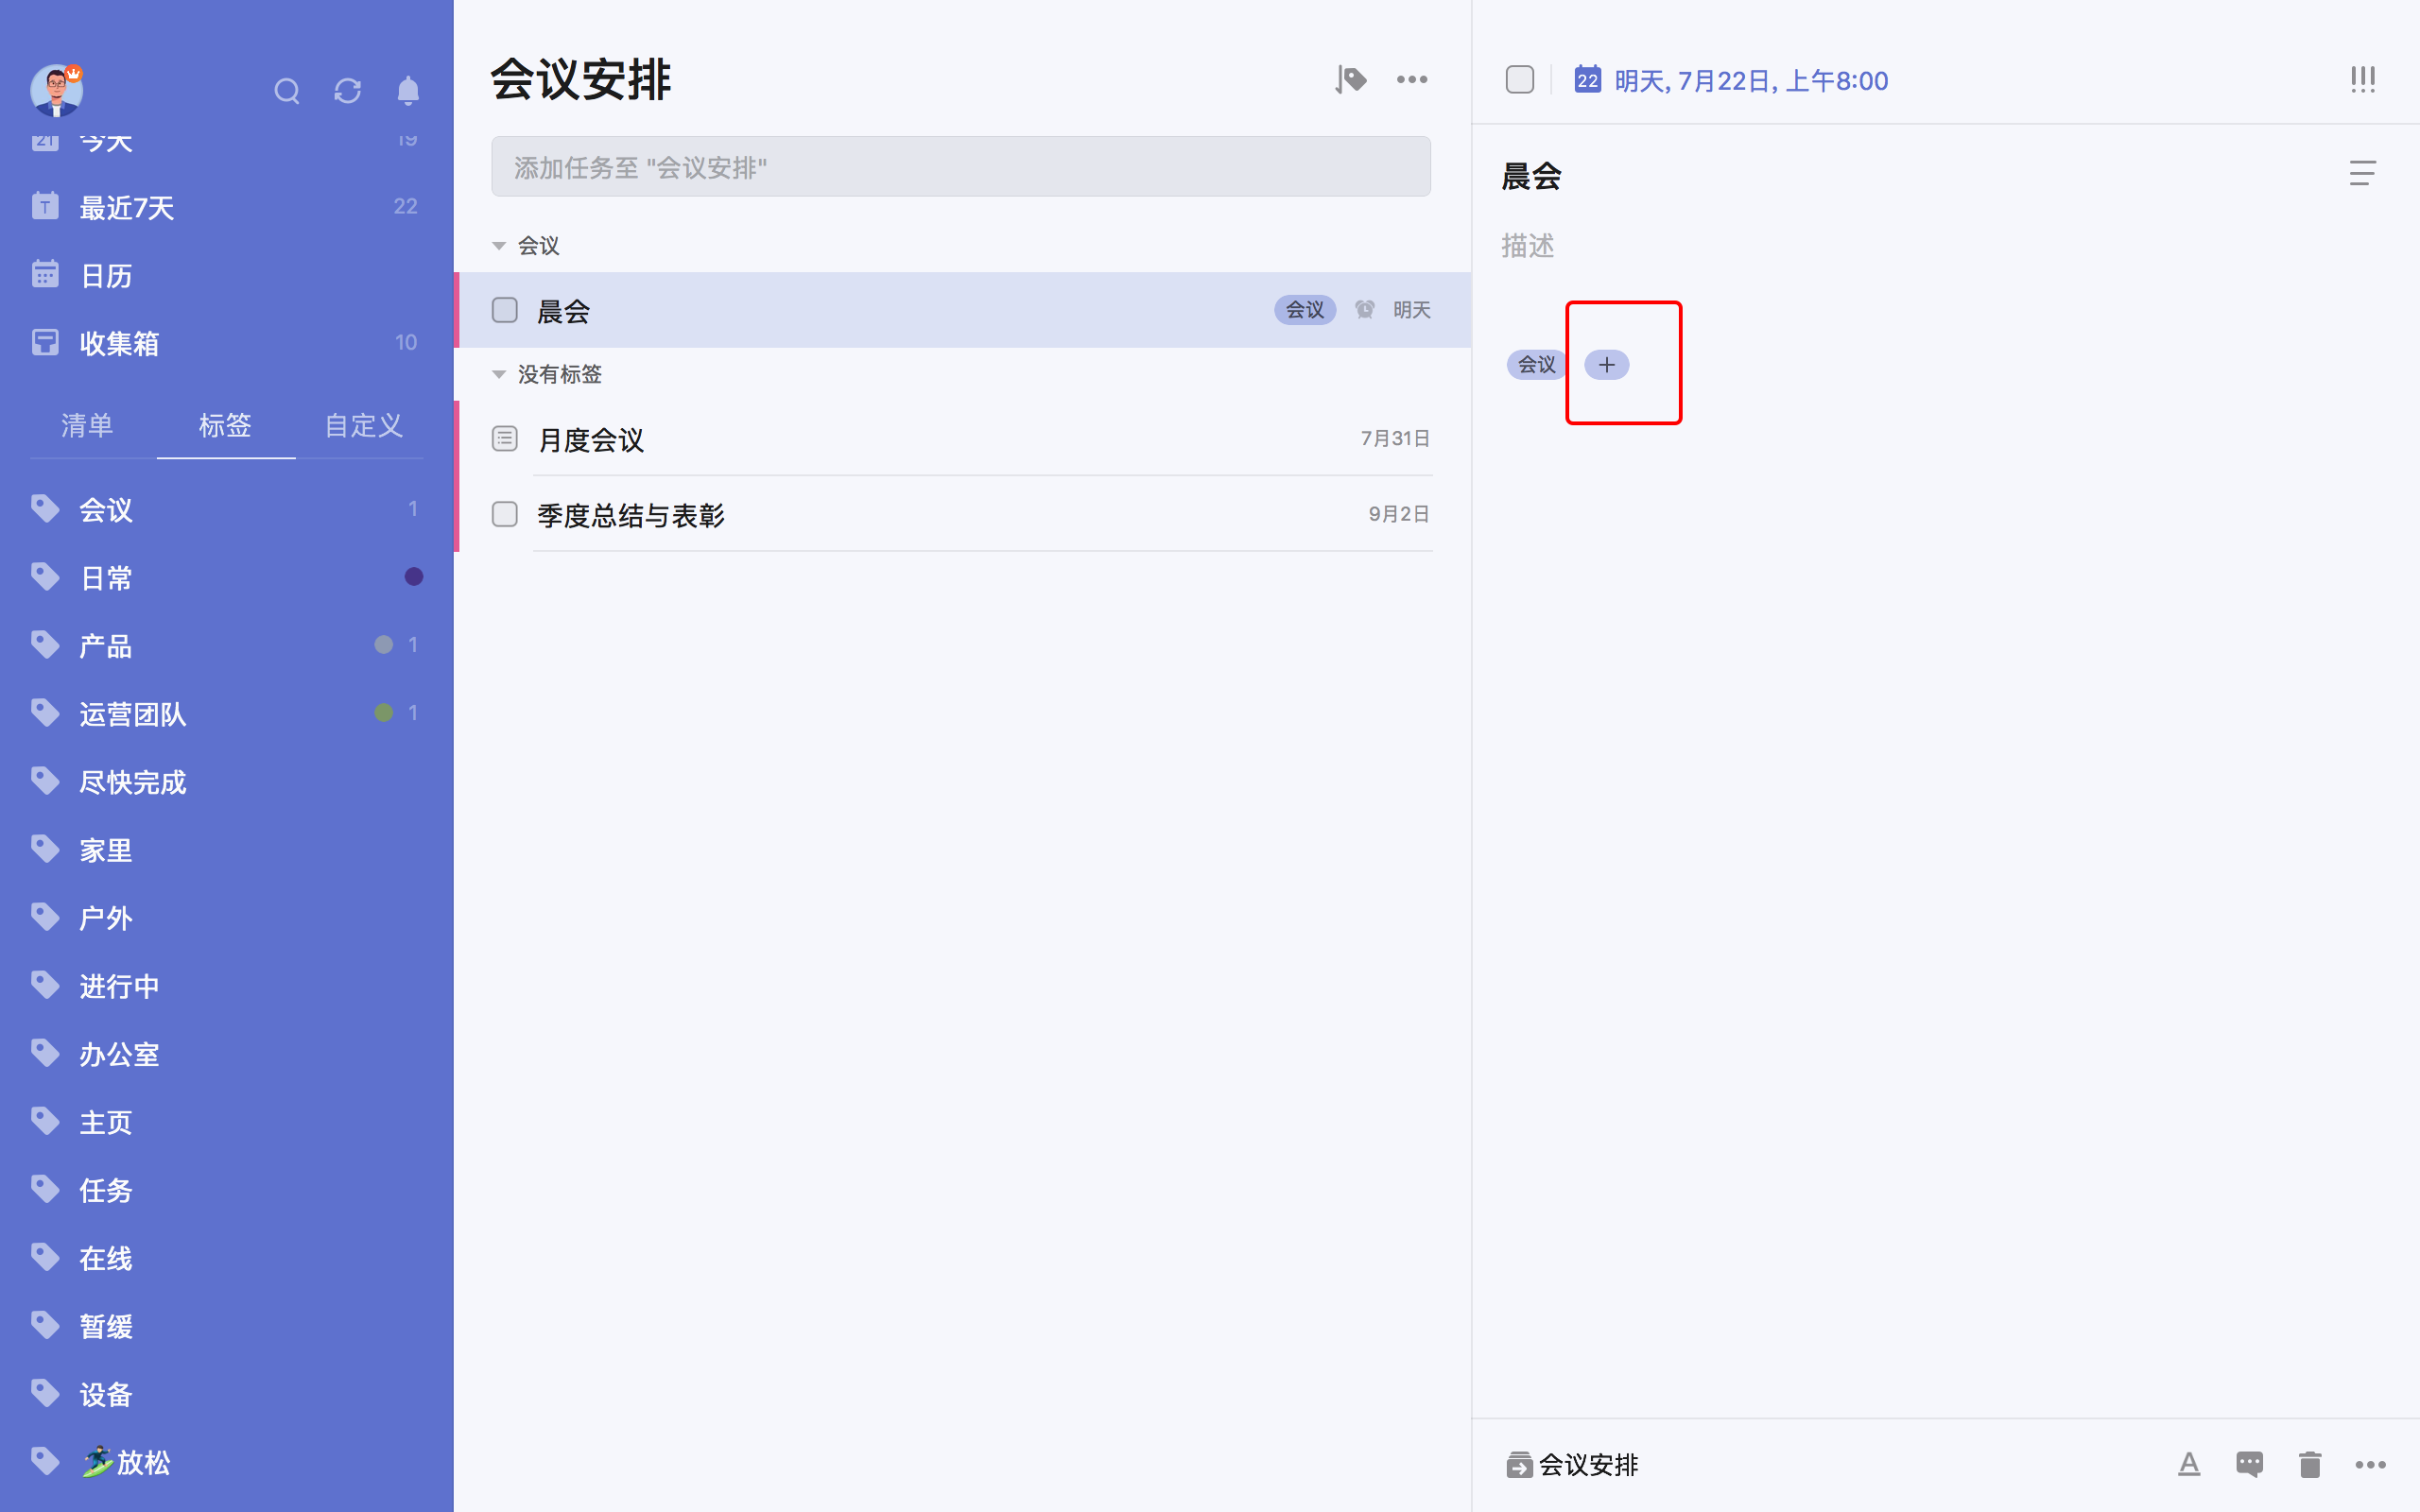 今天 19
最近7天 22
日历
收集箱 10
清单 标签 自定义
会议 1
日常
产品 1
运营团队 1
尽快完成
家里
户外
进行中
办公室
主页
任务
在线
暂缓
设备
放松
会议安排
添加任务至 "会议安排"
会议
晨会 会议 明天
没有标签
月度会议 7月31日
季度总结与表彰 9月2日
22 明天, 7月22日, 上午8:00
晨会
描述
会议 +
会议安排